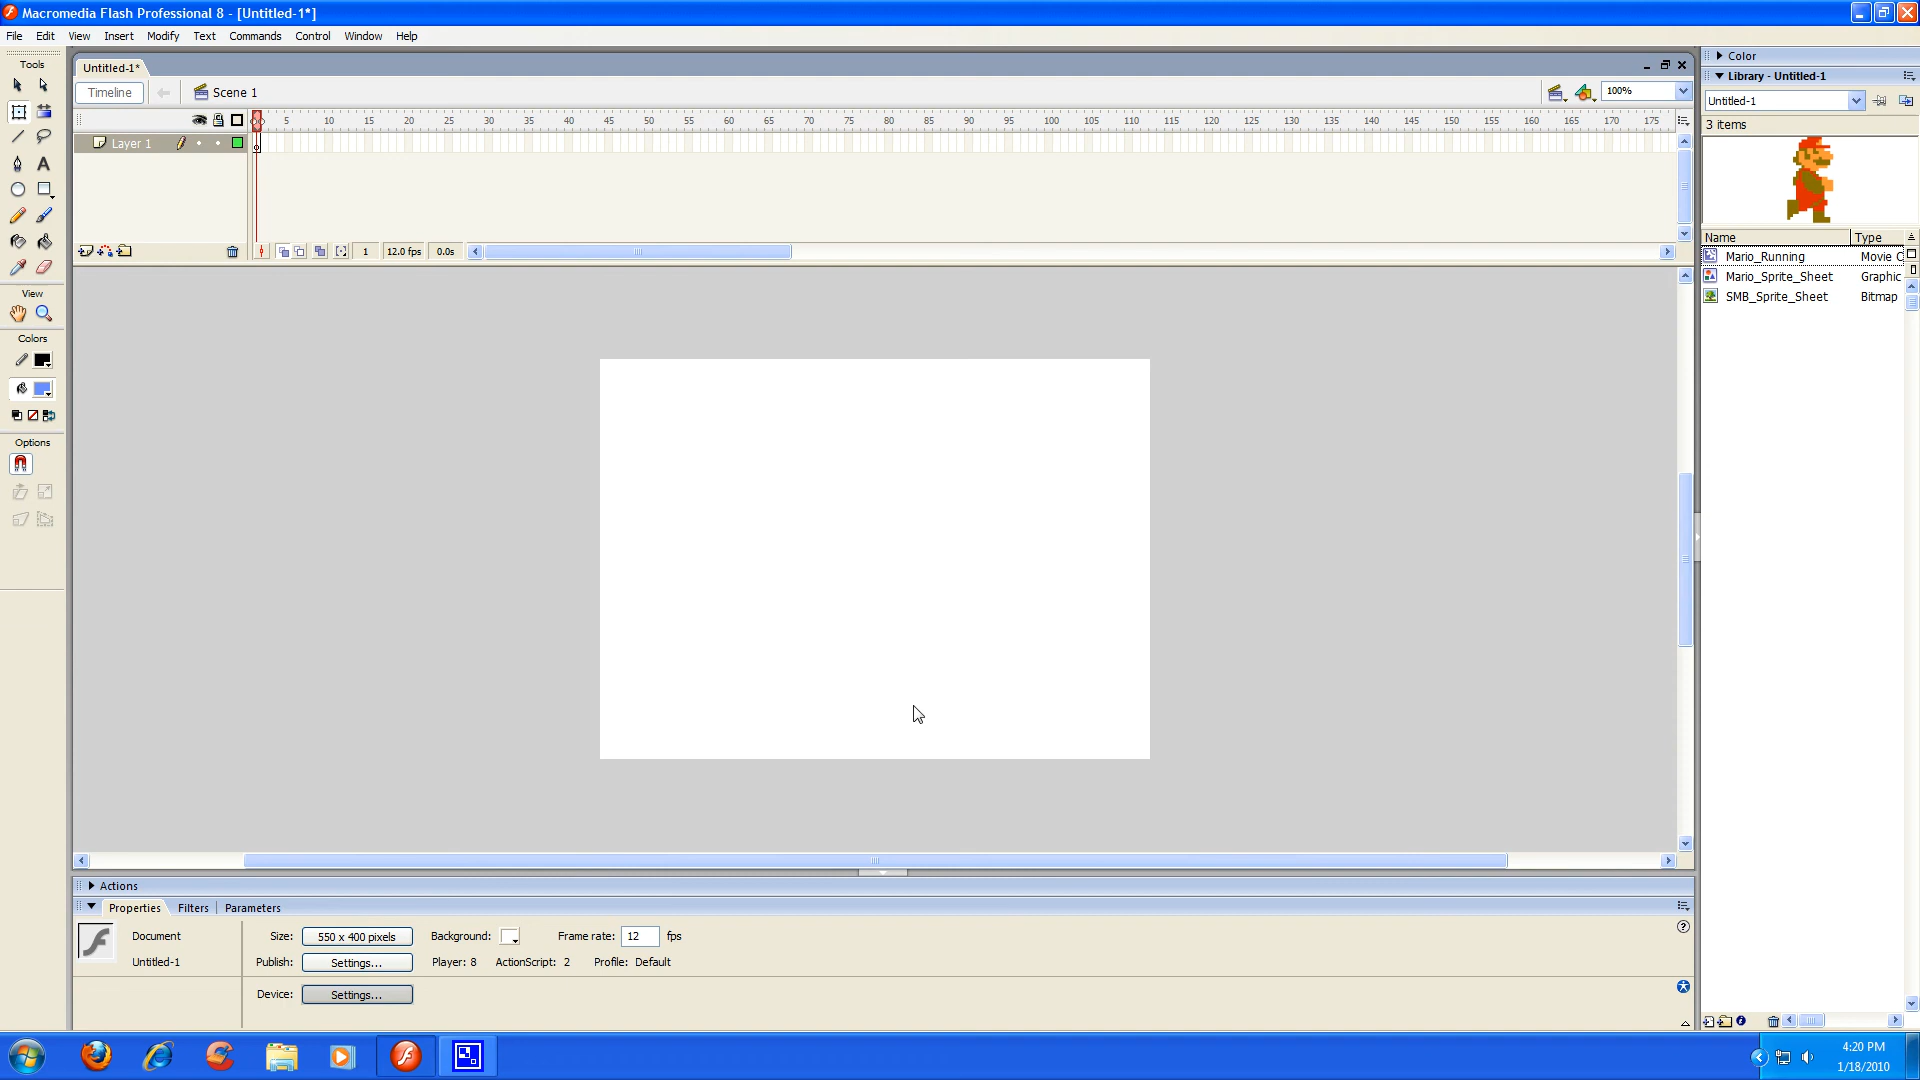 Macromedia Flash Professional 8 - [Untitled-1*]
File Edit View Insert Modify Text Commands Control Window Help
Tools
View
Colors
Options
Untitled-1*
Timeline
Scene 1
100%
5 10 15 20 25 30 35 40 45 50 55 60 65 70 75 80 85 90 95 100 105 110 115 120 125 130 135 140 145 150 155 160 165 170 175
Layer 1
1 12.0 fps 0.0s
Color
Library - Untitled-1
Untitled-1
3 items
Name Type
Mario_Running Movie C
Mario_Sprite_Sheet Graphic
SMB_Sprite_Sheet Bitmap
Actions
Properties Filters Parameters
Document
Untitled-1
Size: 550 x 400 pixels Background: Frame rate: 12 fps
Publish: Settings... Player: 8 ActionScript: 2 Profile: Default
Device: Settings...
4:20 PM
1/18/2010